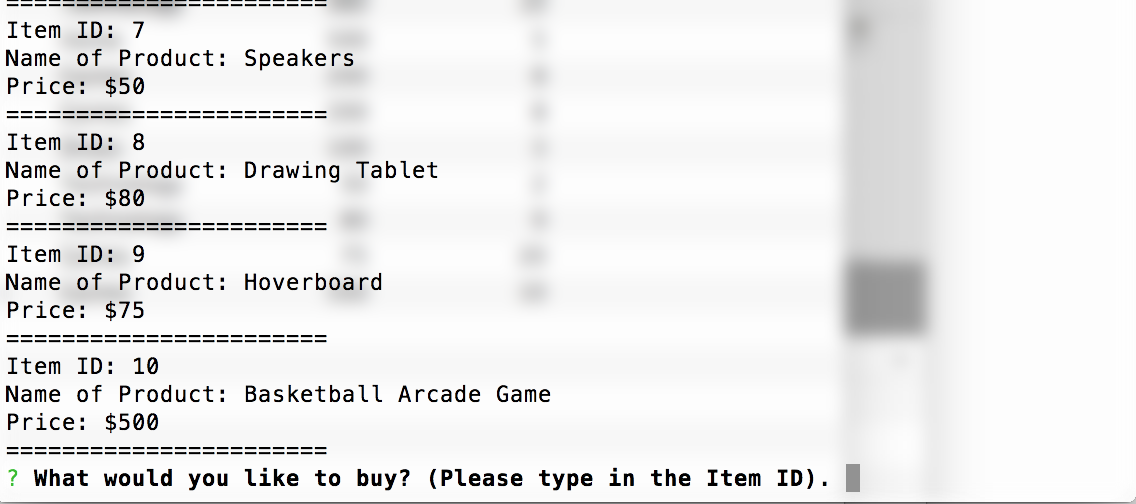 =======================
Item ID: 7
Name of Product: Speakers
Price: $50
=======================
Item ID: 8
Name of Product: Drawing Tablet
Price: $80
=======================
Item ID: 9
Name of Product: Hoverboard
Price: $75
=======================
Item ID: 10
Name of Product: Basketball Arcade Game
Price: $500
=======================
? What would you like to buy? (Please type in the Item ID).